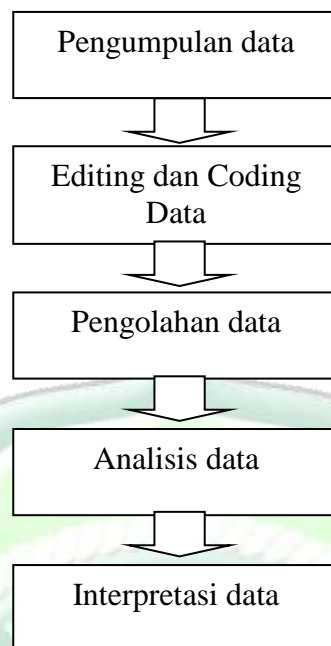 Pengumpulan data
Editing dan Coding
Data
Pengolahan data
Analisis data
Interpretasi data